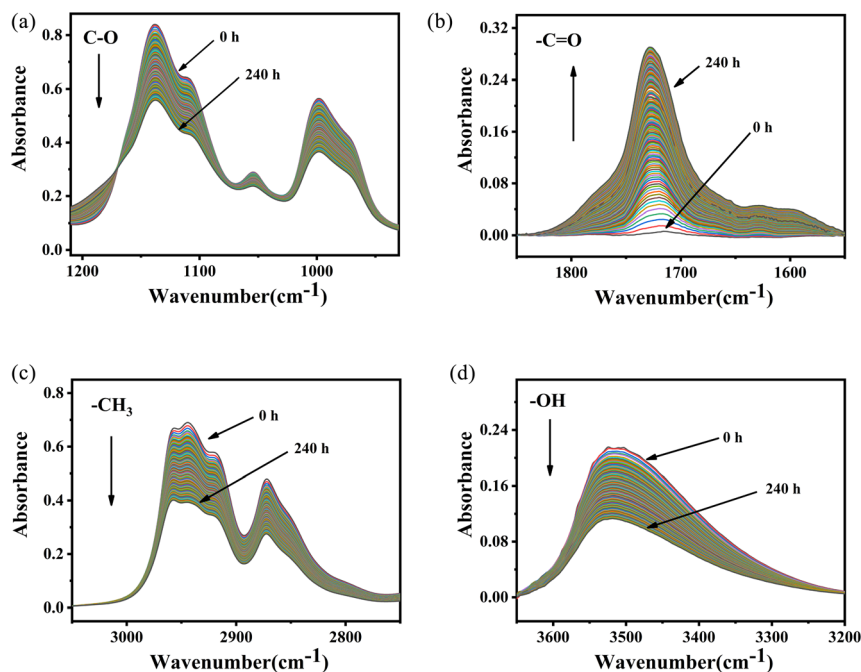 (a)
C-O
0 h
240 h
Absorbance
0.8
0.6
0.4
0.2
0.0
1200
1100
1000
Wavenumber(cm-1)
(b)
-C=O
240 h
0 h
Absorbance
0.32
0.24
0.16
0.08
0.00
1800
1700
1600
Wavenumber(cm-1)
(c)
-CH3
0 h
240 h
Absorbance
0.8
0.6
0.4
0.2
0.0
3000
2900
2800
Wavenumber(cm-1)
(d)
-OH
0 h
240 h
Absorbance
0.24
0.16
0.08
0.00
3600
3500
3400
3300
3200
Wavenumber(cm-1)